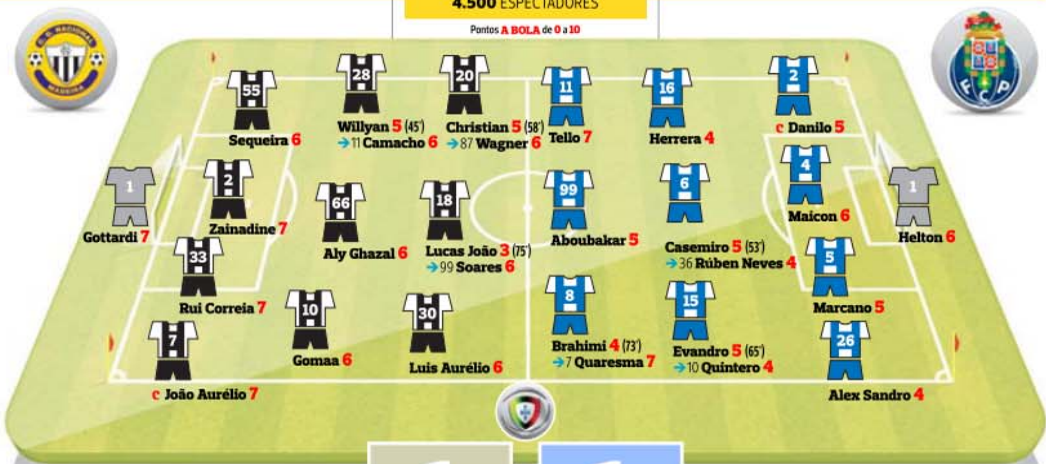 4.500 ESPECTADORES
Pontos A BOLA de 0 a 10
C. D. NACIONAL
MADEIRA
F C P
55
Sequeira 6
28
Willyan 5 (45')
→11 Camacho 6
20
Christian 5 (58')
→87 Wagner 6
11
Tello 7
16
Herrera 4
2
c Danilo 5
1
Gottardi 7
2
Zainadine 7
66
Aly Ghazal 6
18
Lucas João 3 (75')
→99 Soares 6
99
Aboubakar 5
6
Casemiro 5 (53')
→36 Rúben Neves 4
4
Maicon 6
1
Helton 6
33
Rui Correia 7
5
Marcano 5
7
c João Aurélio 7
10
Gomaa 6
30
Luis Aurélio 6
8
Brahimi 4 (73')
→7 Quaresma 7
15
Evandro 5 (65')
→10 Quintero 4
26
Alex Sandro 4